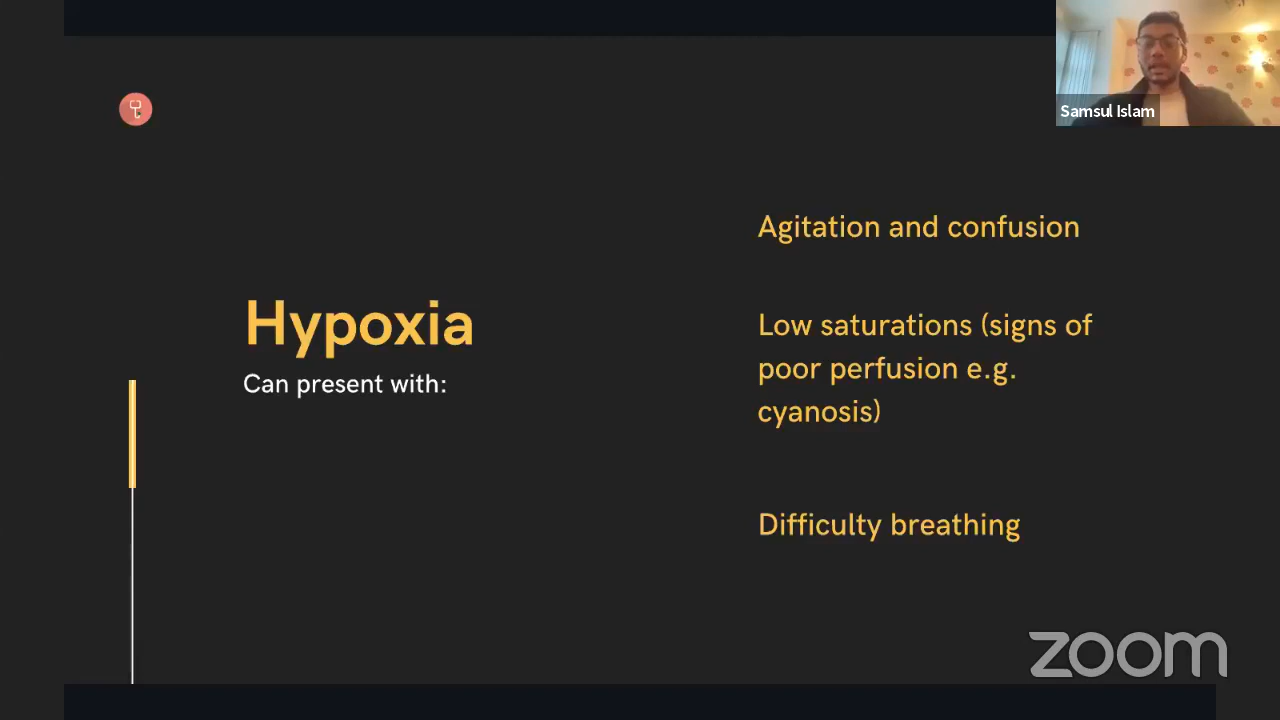 Samsul Islam
Hypoxia
Can present with:
Agitation and confusion
Low saturations (signs of
poor perfusion e.g.
cyanosis)
Difficulty breathing
zoom